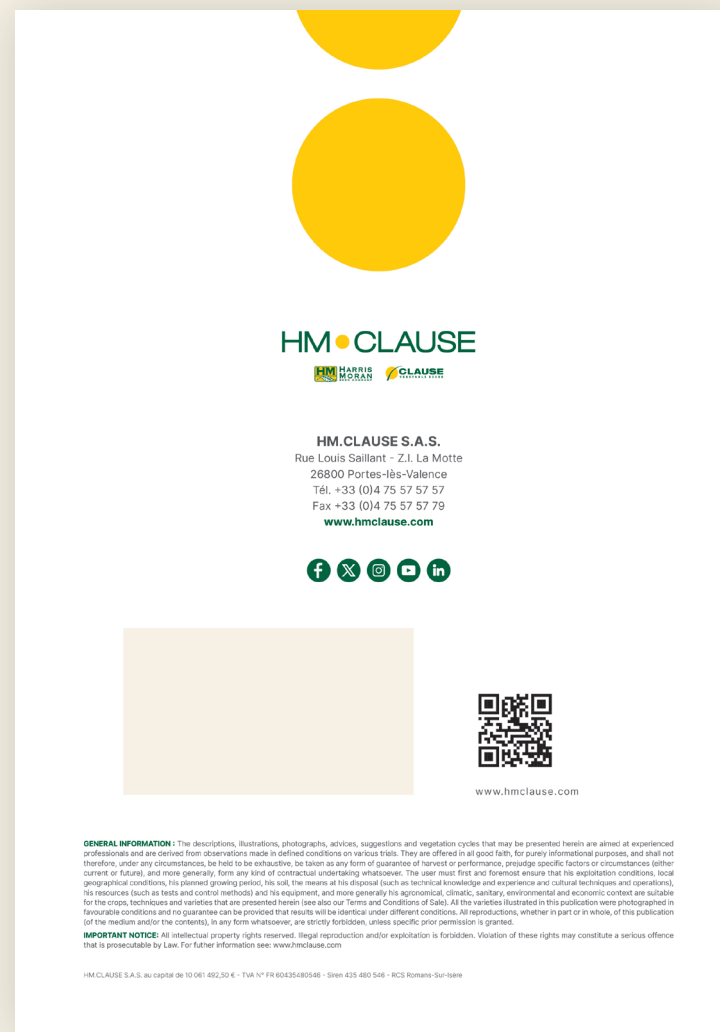 HM CLAUSE
HM HARRIS
MORAN
SEED COMPANY
CLAUSE
VEGETABLE SEEDS
HM.CLAUSE S.A.S.
Rue Louis Saillant - Z.I. La Motte
26800 Portes-lès-Valence
Tél. +33 (0)4 75 57 57 57
Fax +33 (0)4 75 57 57 79
www.hmclause.com
www.hmclause.com
GENERAL INFORMATION : The descriptions, illustrations, photographs, advices, suggestions and vegetation cycles that may be presented herein are aimed at experienced
professionals and are derived from observations made in defined conditions on various trials. They are offered in all good faith, for purely informational purposes, and shall not
therefore, under any circumstances, be held to be exhaustive, be taken as any form of guarantee of harvest or performance, prejudge specific factors or circumstances (either
current or future), and more generally, form any kind of contractual undertaking whatsoever. The user must first and foremost ensure that his exploitation conditions, local
geographical conditions, his planned growing period, his soil, the means at his disposal (such as technical knowledge and experience and cultural techniques and operations),
his resources (such as tests and control methods) and his equipment, and more generally his agronomical, climatic, sanitary, environmental and economic context are suitable
for the crops, techniques and varieties that are presented herein (see also our Terms and Conditions of Sale). All the varieties illustrated in this publication were photographed in
favourable conditions and no guarantee can be provided that results will be identical under different conditions. All reproductions, whether in part or in whole, of this publication
(of the medium and/or the contents), in any form whatsoever, are strictly forbidden, unless specific prior permission is granted.
IMPORTANT NOTICE: All intellectual property rights reserved. Illegal reproduction and/or exploitation is forbidden. Violation of these rights may constitute a serious offence
that is prosecutable by Law. For futher information see: www.hmclause.com
HM.CLAUSE S.A.S. au capital de 10 061 492,50 € - TVA N° FR 60435480546 - Siren 435 480 546 - RCS Romans-Sur-Isère